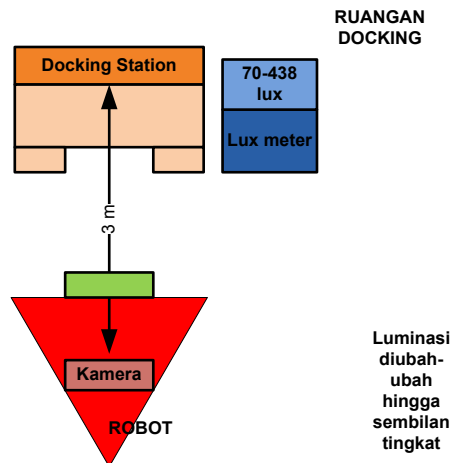 RUANGAN
DOCKING
Docking Station
70-438
lux
Lux meter
3 m
Kamera
ROBOT
Luminasi
diubah-
ubah
hingga
sembilan
tingkat